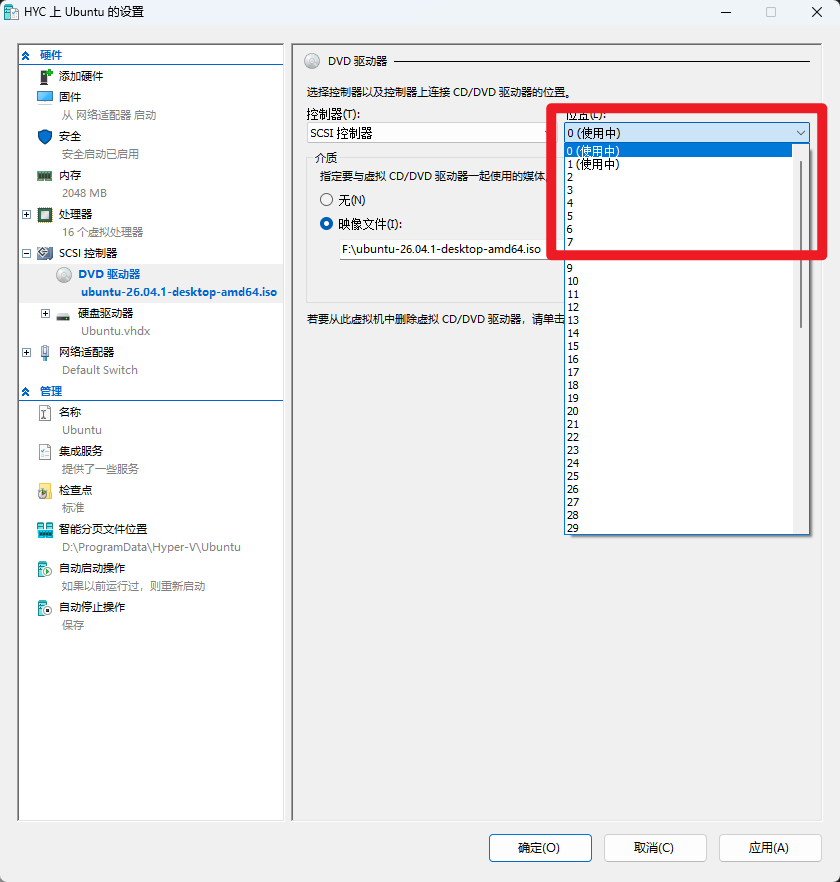 HYC 上 Ubuntu 的设置
硬件
添加硬件
固件
从 网络适配器 启动
安全
安全启动已启用
内存
2048 MB
处理器
16 个虚拟处理器
SCSI 控制器
DVD 驱动器
ubuntu-26.04.1-desktop-amd64.iso
硬盘驱动器
Ubuntu.vhdx
网络适配器
Default Switch
管理
名称
Ubuntu
集成服务
提供了一些服务
检查点
标准
智能分页文件位置
D:\ProgramData\Hyper-V\Ubuntu
自动启动操作
如果以前运行过，则重新启动
自动停止操作
保存
DVD 驱动器
选择控制器以及控制器上连接 CD/DVD 驱动器的位置。
控制器(T):
位置(L):
SCSI 控制器
0 (使用中)
0 (使用中)
1 (使用中)
2
3
4
5
6
7
9
10
11
12
13
14
15
16
17
18
19
20
21
22
23
24
25
26
27
28
29
介质
指定要与虚拟 CD/DVD 驱动器一起使用的媒体
无(N)
映像文件(I):
F:\ubuntu-26.04.1-desktop-amd64.iso
若要从此虚拟机中删除虚拟 CD/DVD 驱动器，请单击
确定(O)
取消(C)
应用(A)